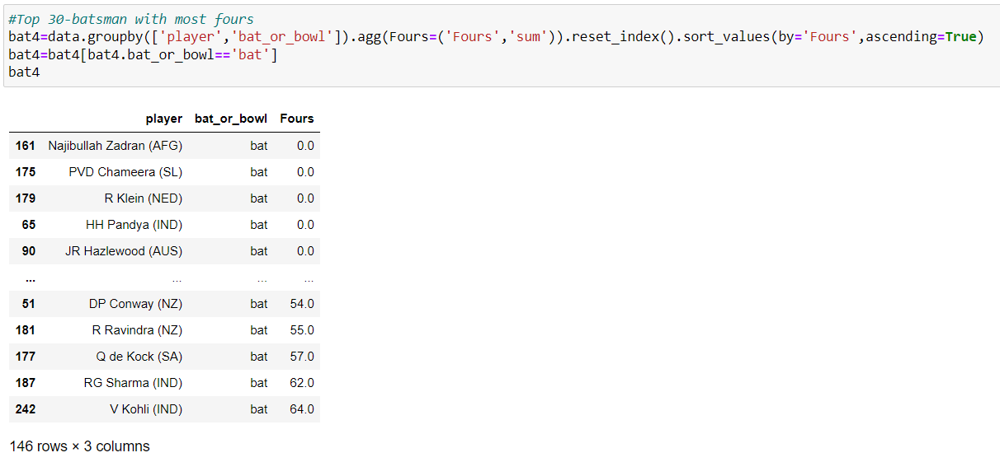 #Top 30-batsman with most fours
bat4=data.groupby(['player','bat_or_bowl']).agg(Fours=('Fours','sum')).reset_index().sort_values(by='Fours',ascending=True)
bat4=bat4[bat4.bat_or_bowl=='bat']
bat4
player bat_or_bowl Fours
161 Najibullah Zadran (AFG) bat 0.0
175 PVD Chameera (SL) bat 0.0
179 R Klein (NED) bat 0.0
65 HH Pandya (IND) bat 0.0
90 JR Hazlewood (AUS) bat 0.0
... ... ... ...
51 DP Conway (NZ) bat 54.0
181 R Ravindra (NZ) bat 55.0
177 Q de Kock (SA) bat 57.0
187 RG Sharma (IND) bat 62.0
242 V Kohli (IND) bat 64.0
146 rows × 3 columns